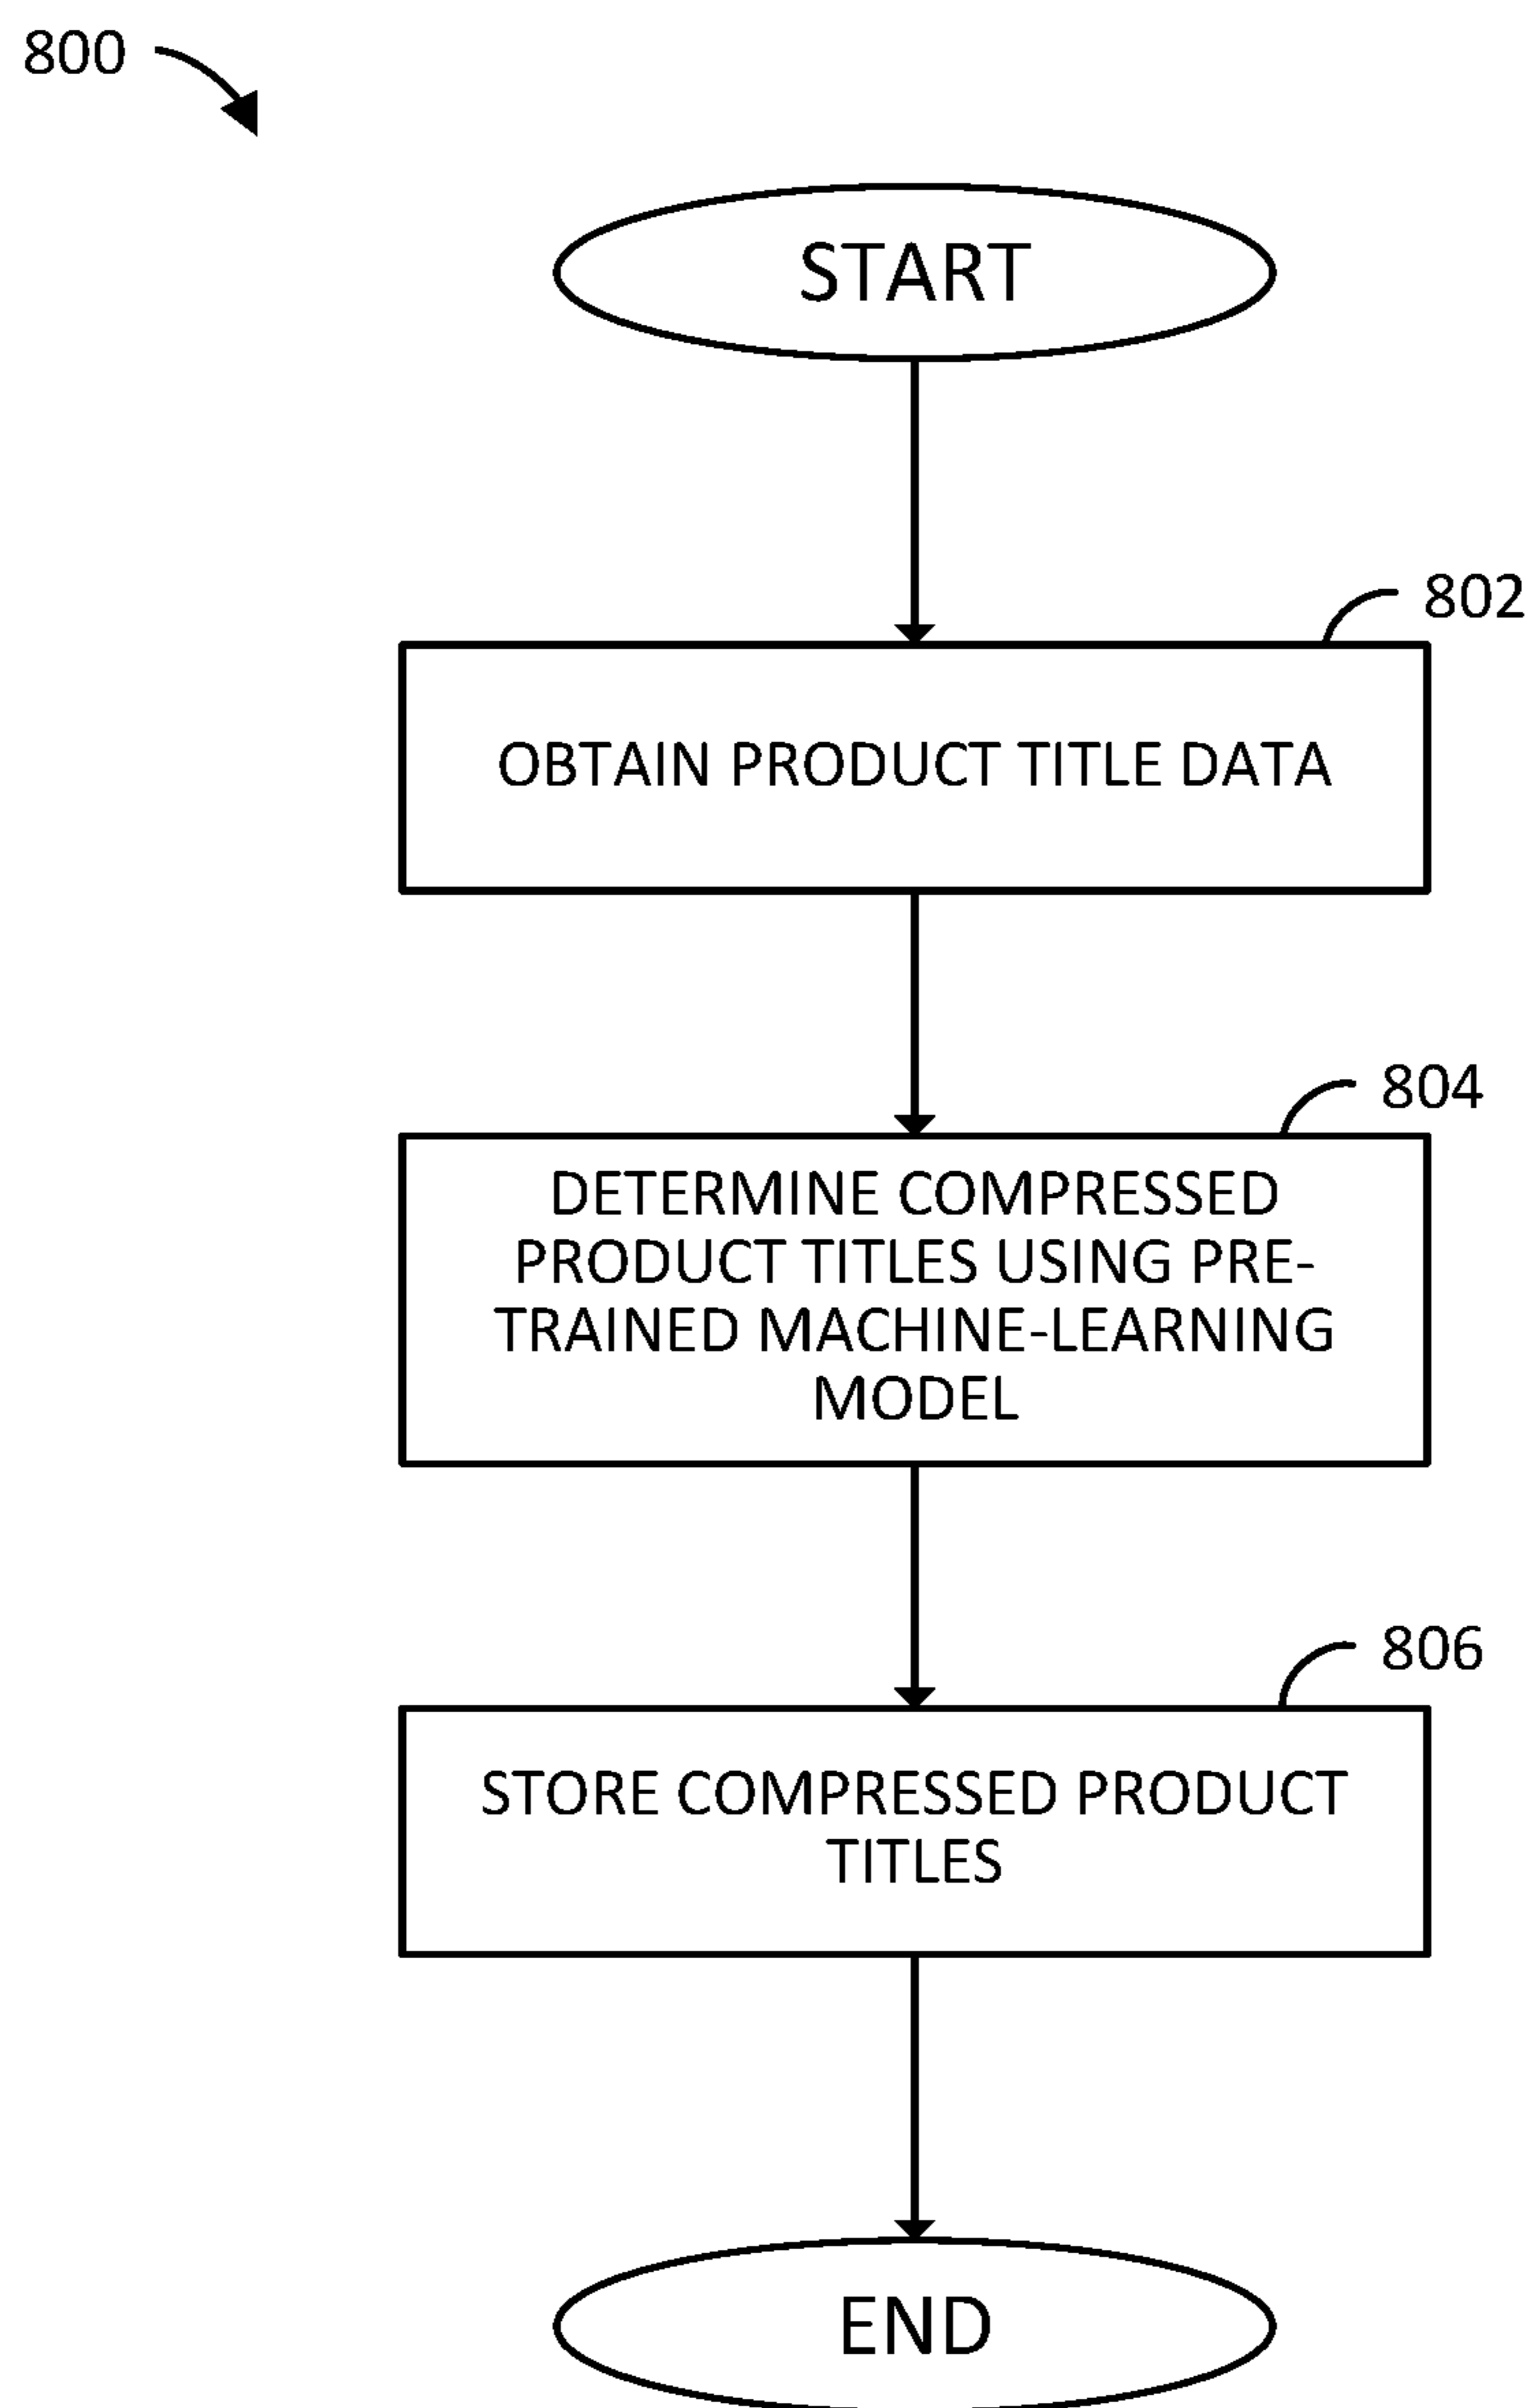 800
START
802
OBTAIN PRODUCT TITLE DATA
804
DETERMINE COMPRESSED
PRODUCT TITLES USING PRE-
TRAINED MACHINE-LEARNING
MODEL
806
STORE COMPRESSED PRODUCT
TITLES
END